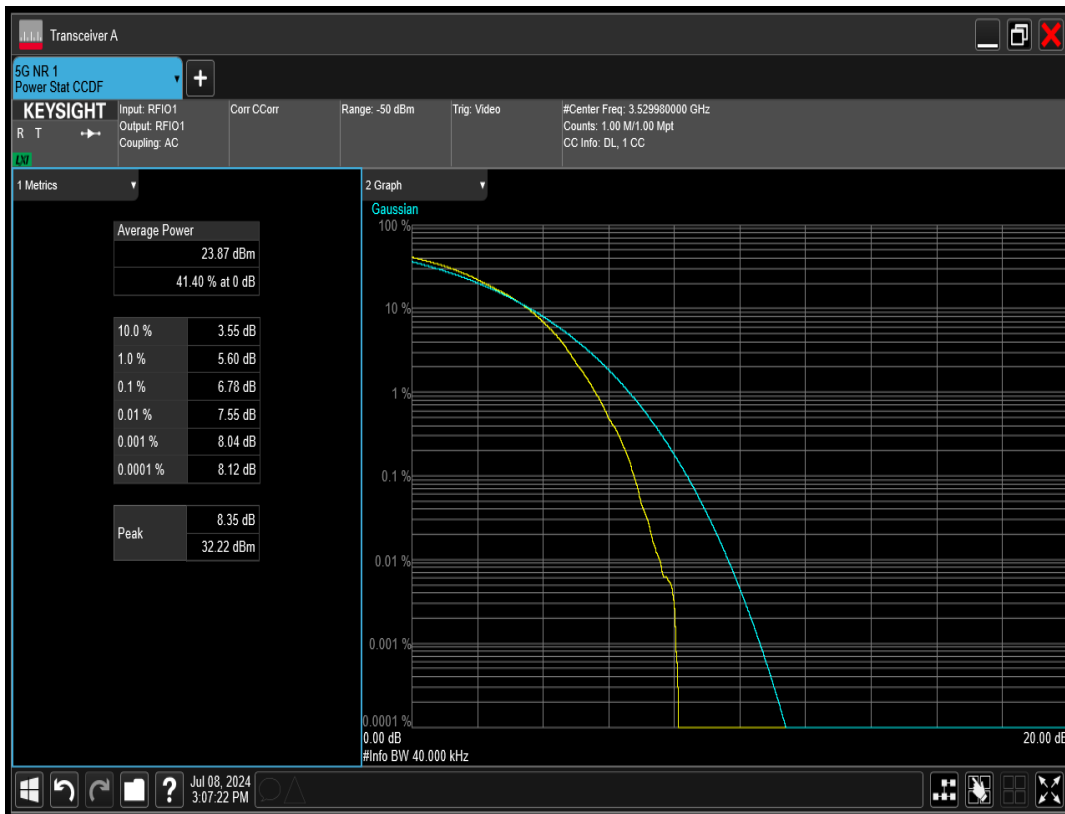 Transceiver A
5G NR 1
Power Stat CCDF
+
KEYSIGHT
R T
LXI
Input: RFIO1
Output: RFIO1
Coupling: AC
Corr CCorr
Range: -50 dBm
Trig: Video
#Center Freq: 3.529980000 GHz
Counts: 1.00 M/1.00 Mpt
CC Info: DL, 1 CC
1 Metrics
Average Power
23.87 dBm
41.40 % at 0 dB
10.0 % 3.55 dB
1.0 % 5.60 dB
0.1 % 6.78 dB
0.01 % 7.55 dB
0.001 % 8.04 dB
0.0001 % 8.12 dB
Peak
8.35 dB
32.22 dBm
2 Graph
Gaussian
100 %
10 %
1 %
0.1 %
0.01 %
0.001 %
0.0001 %
0.00 dB
20.00 dB
#Info BW 40.000 kHz
?
Jul 08, 2024
3:07:22 PM